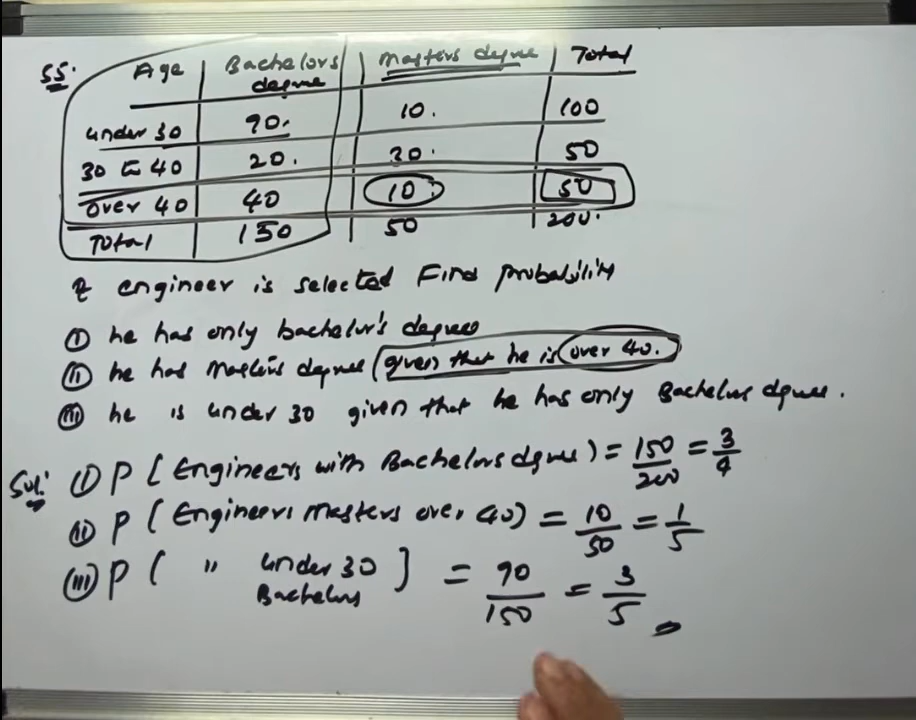 55. Age Bachelors degree Masters degree Total
under 30 90. 10. 100
30 to 40 20. 30. 50
over 40 40 10 50
Total 150 50 200.
engineer is selected Find probability
(i) he has only bachelor's degree
(ii) he has Masters degree (given that he is over 40.)
(iii) he is under 30 given that he has only Bachelors degree.
Sol: (i) P (Engineers with Bachelors degree) = 150/200 = 3/4
(ii) P (Engineers masters over 40) = 10/50 = 1/5
(iii) P ( " under 30 Bachelors ) = 90/150 = 3/5